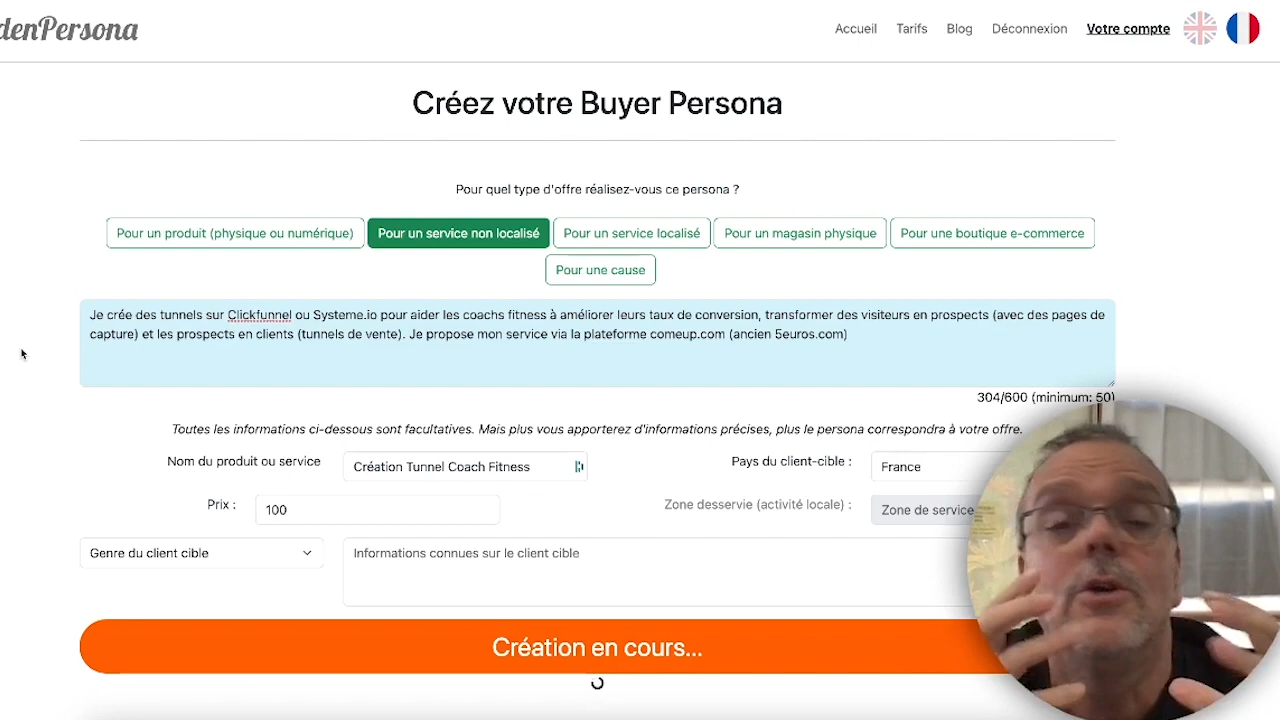 denPersona
Accueil Tarifs Blog Déconnexion Votre compte
Créez votre Buyer Persona
Pour quel type d'offre réalisez-vous ce persona ?
Pour un produit (physique ou numérique) Pour un service non localisé Pour un service localisé Pour un magasin physique Pour une boutique e-commerce
Pour une cause
Je crée des tunnels sur Clickfunnel ou Systeme.io pour aider les coachs fitness à améliorer leurs taux de conversion, transformer des visiteurs en prospects (avec des pages de
capture) et les prospects en clients (tunnels de vente). Je propose mon service via la plateforme comeup.com (ancien 5euros.com)
304/600 (minimum: 50)
Toutes les informations ci-dessous sont facultatives. Mais plus vous apporterez d'informations précises, plus le persona correspondra à votre offre.
Nom du produit ou service Création Tunnel Coach Fitness Pays du client-cible : France
Prix : 100 Zone desservie (activité locale) : Zone de service
Genre du client cible Informations connues sur le client cible
Création en cours...